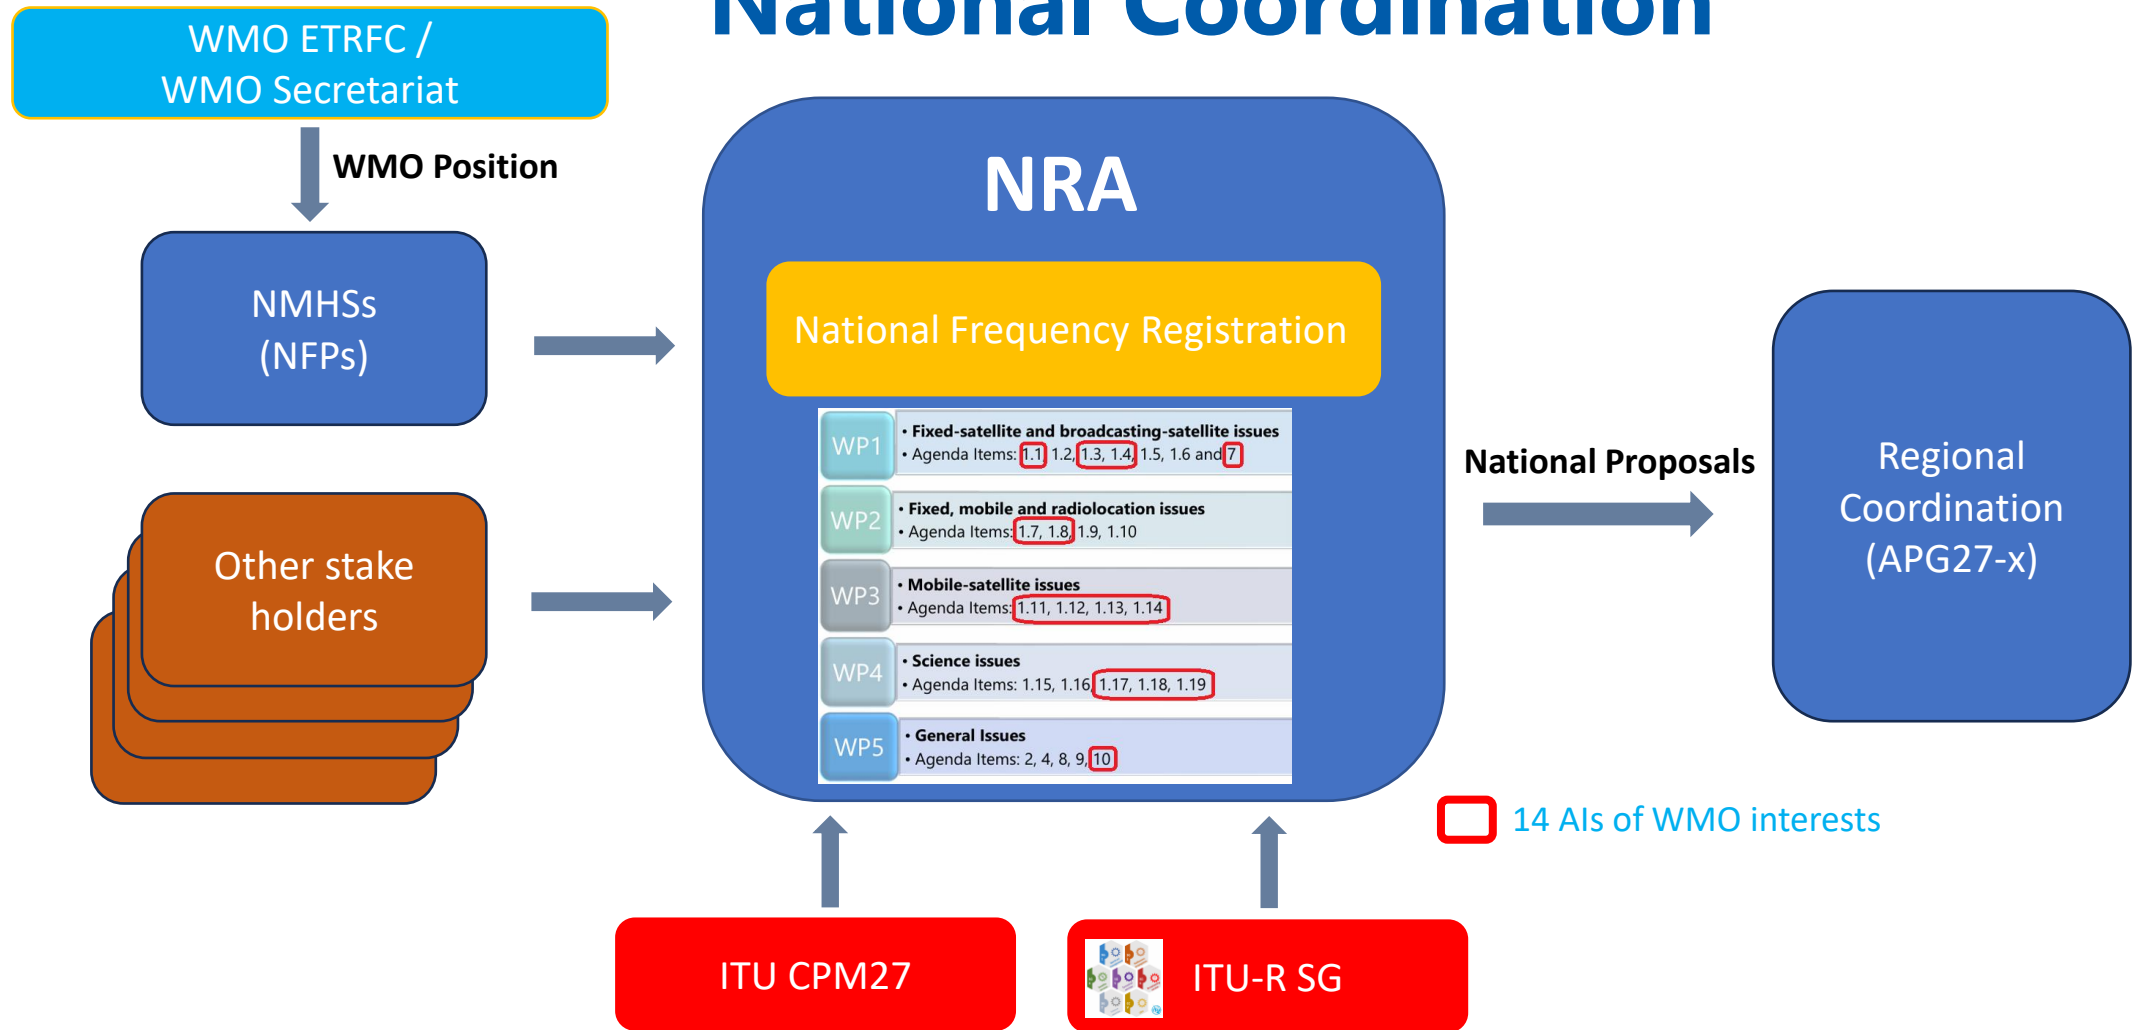 National Coordination
WMO ETRFC /
WMO Secretariat
WMO Position
NMHSs
(NFPs)
Other stake
holders
NRA
National Frequency Registration
WP1
• Fixed-satellite and broadcasting-satellite issues
• Agenda Items: 1.1, 1.2, 1.3, 1.4, 1.5, 1.6 and 7
WP2
• Fixed, mobile and radiolocation issues
• Agenda Items: 1.7, 1.8, 1.9, 1.10
WP3
• Mobile-satellite issues
• Agenda Items: 1.11, 1.12, 1.13, 1.14
WP4
• Science issues
• Agenda Items: 1.15, 1.16, 1.17, 1.18, 1.19
WP5
• General Issues
• Agenda Items: 2, 4, 8, 9, 10
National Proposals
Regional
Coordination
(APG27-x)
14 AIs of WMO interests
ITU CPM27
ITU-R SG